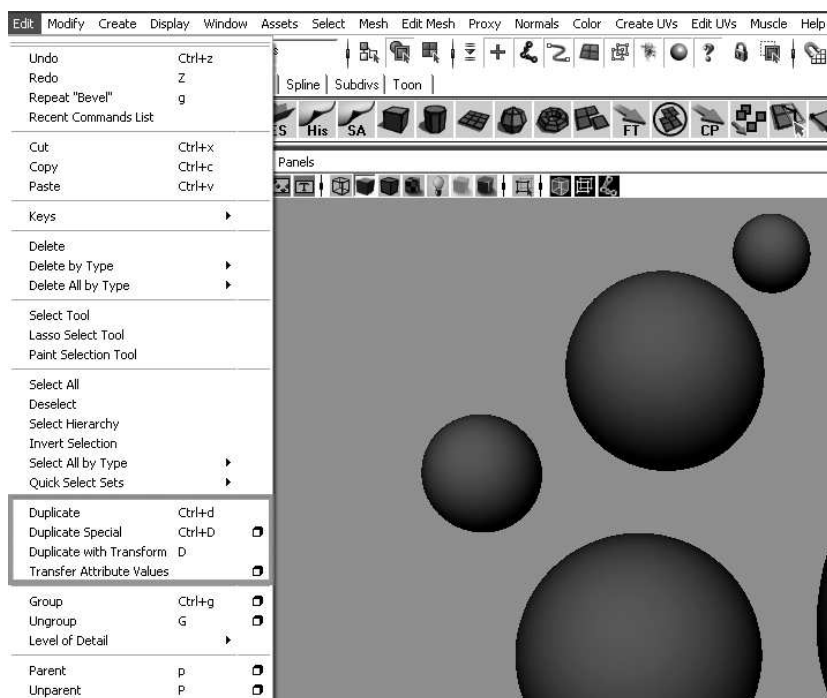 Edit Modify Create Display Window Assets Select Mesh Edit Mesh Proxy Normals Color Create UVs Edit UVs Muscle Help
Undo Ctrl+z
Redo Z
Repeat "Bevel" g
Recent Commands List
Cut Ctrl+x
Copy Ctrl+c
Paste Ctrl+v
Keys
Delete
Delete by Type
Delete All by Type
Select Tool
Lasso Select Tool
Paint Selection Tool
Select All
Deselect
Select Hierarchy
Invert Selection
Select All by Type
Quick Select Sets
Duplicate Ctrl+d
Duplicate Special Ctrl+D
Duplicate with Transform D
Transfer Attribute Values
Group Ctrl+g
Ungroup G
Level of Detail
Parent p
Unparent P
Spline Subdivs Toon
ES His SA FT CP
Panels
T
?